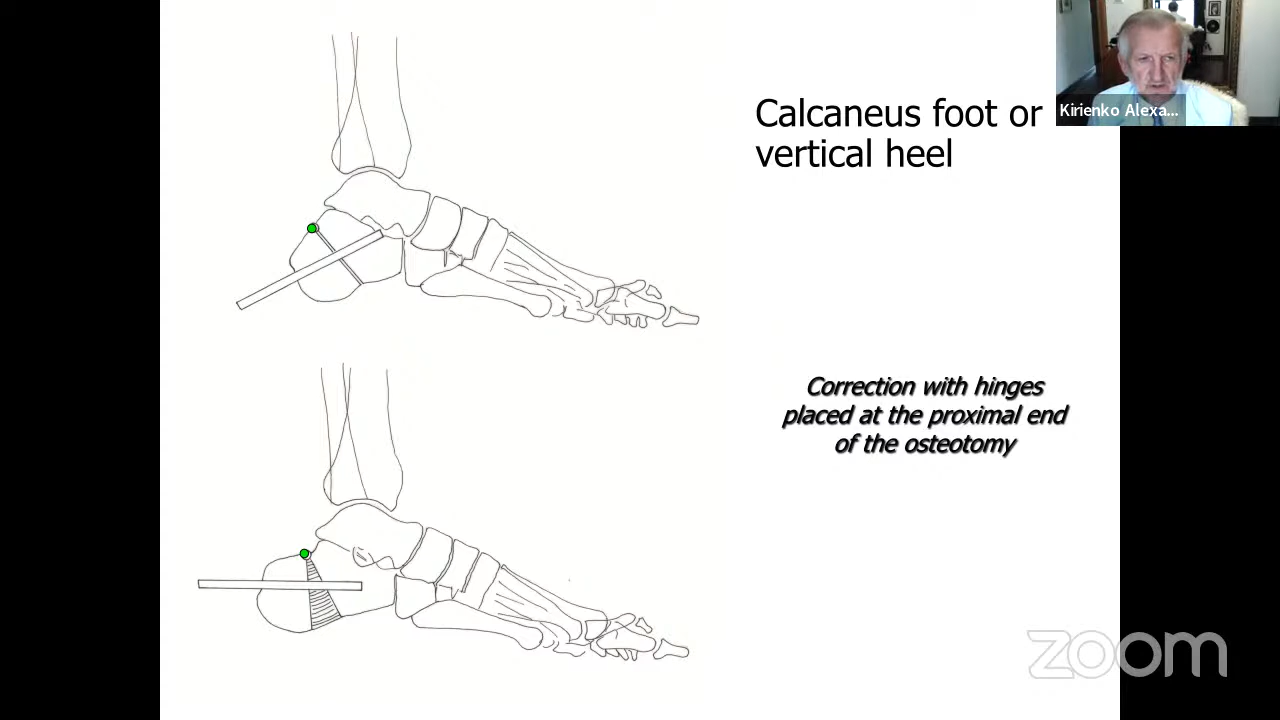 Calcaneus foot or
vertical heel
Kirienko Alexa...
Correction with hinges
placed at the proximal end
of the osteotomy
zoom